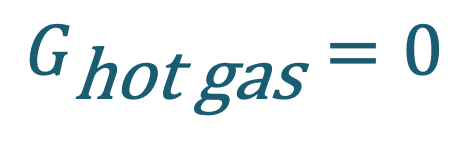 G hot gas = 0